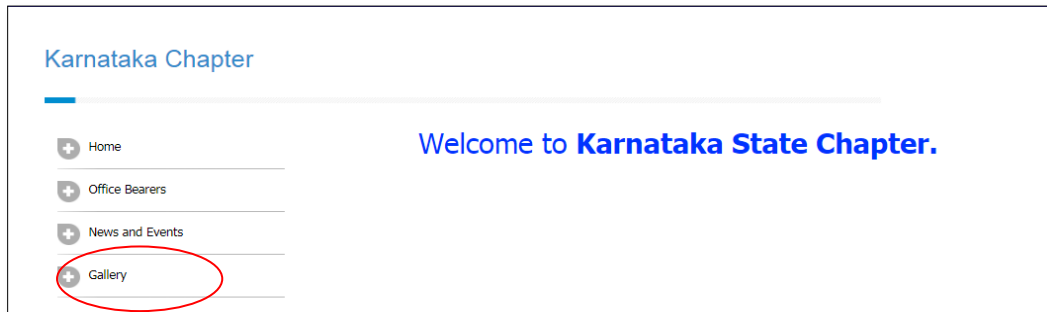 Karnataka Chapter
Home
Office Bearers
News and Events
Gallery
Welcome to Karnataka State Chapter.